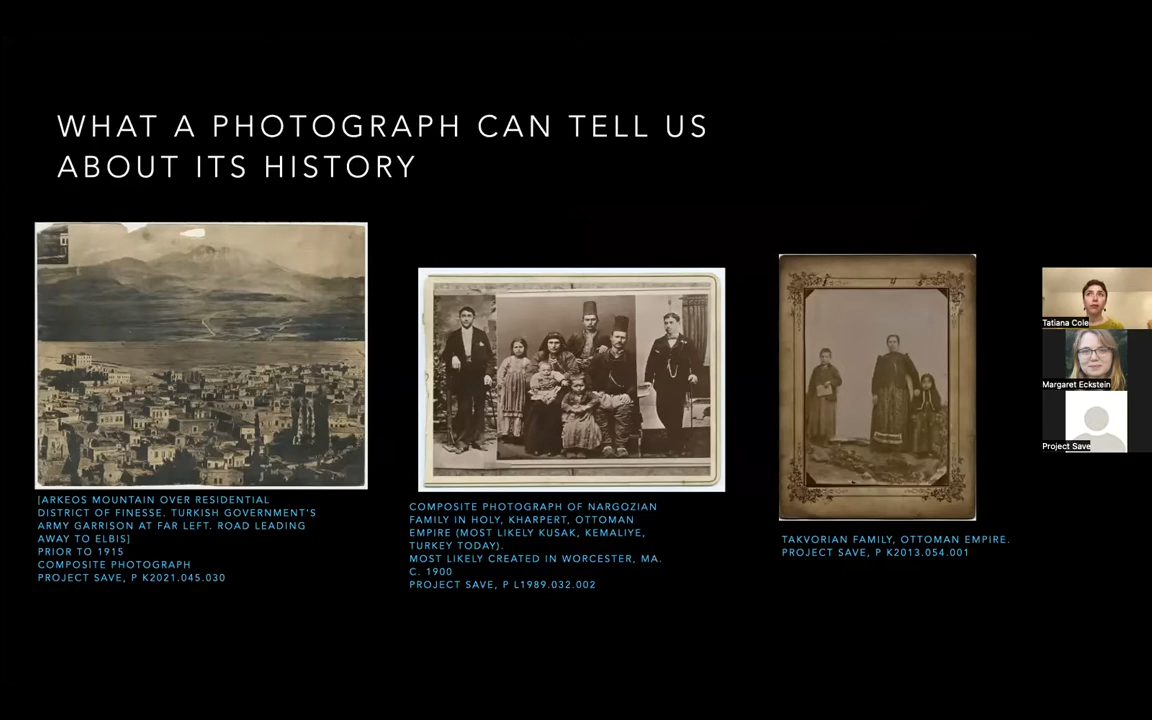 WHAT A PHOTOGRAPH CAN TELL US
ABOUT ITS HISTORY
[ARKEOS MOUNTAIN OVER RESIDENTIAL
DISTRICT OF FINESSE. TURKISH GOVERNMENT'S
ARMY GARRISON AT FAR LEFT. ROAD LEADING
AWAY TO ELBIS]
PRIOR TO 1915
COMPOSITE PHOTOGRAPH
PROJECT SAVE, P K2021.045.030
COMPOSITE PHOTOGRAPH OF NARGOZIAN
FAMILY IN HOLY, KHARPERT, OTTOMAN
EMPIRE (MOST LIKELY KUSAK, KEMALIYE,
TURKEY TODAY).
MOST LIKELY CREATED IN WORCESTER, MA.
C. 1900
PROJECT SAVE, P L1989.032.002
TAKVORIAN FAMILY, OTTOMAN EMPIRE.
PROJECT SAVE, P K2013.054.001
Tatiana Cole
Margaret Eckstein
Project Save